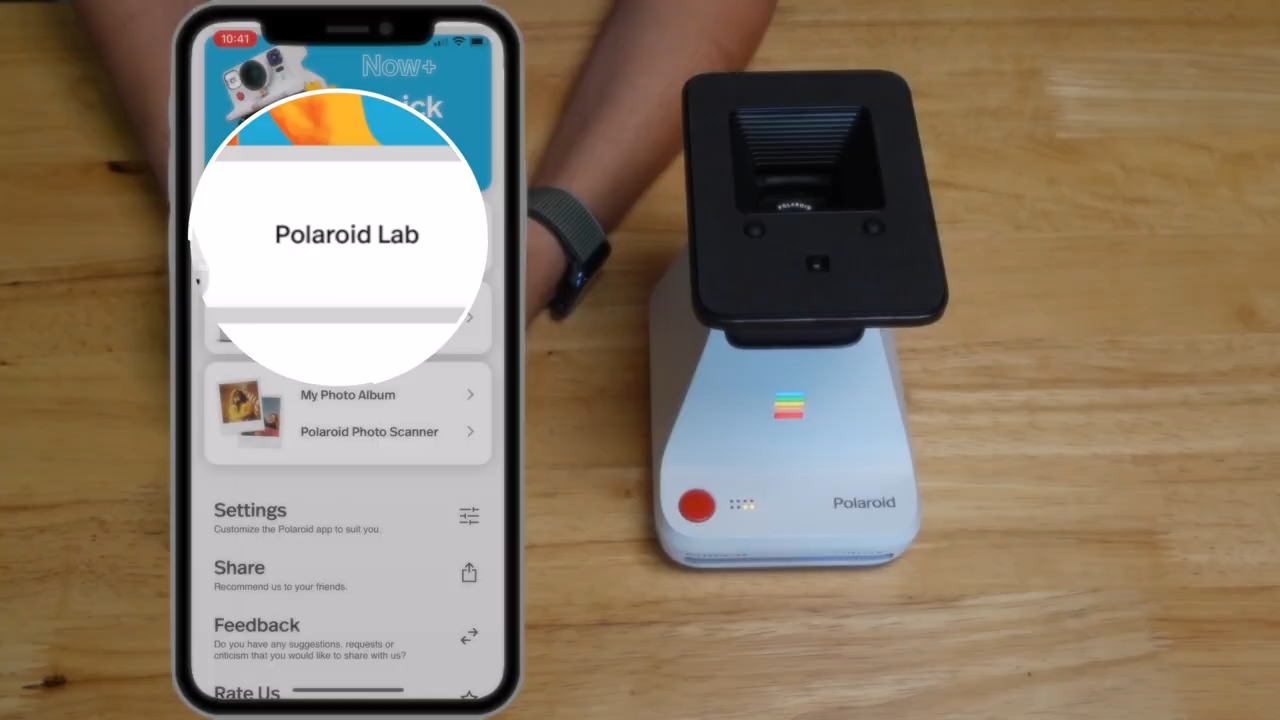 10:41
Now+
ick
Polaroid Lab
My Photo Album
Polaroid Photo Scanner
Settings
Customize the Polaroid app to suit you.
Share
Recommend us to your friends.
Feedback
Do you have any suggestions, requests or
criticism that you would like to share with us?
Rate Us
POLAROID
Polaroid